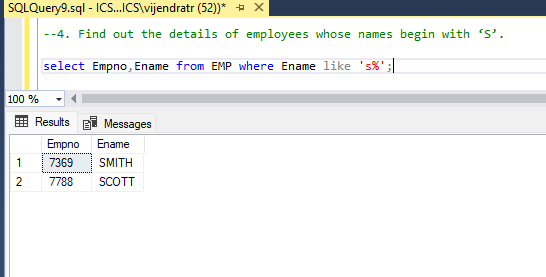 SQLQuery9.sql - ICS...ICS\vijendratr (52))*
--4. Find out the details of employees whose names begin with ‘S’.
select Empno,Ename from EMP where Ename like 's%';
100 %
Results Messages
Empno Ename
1 7369 SMITH
2 7788 SCOTT